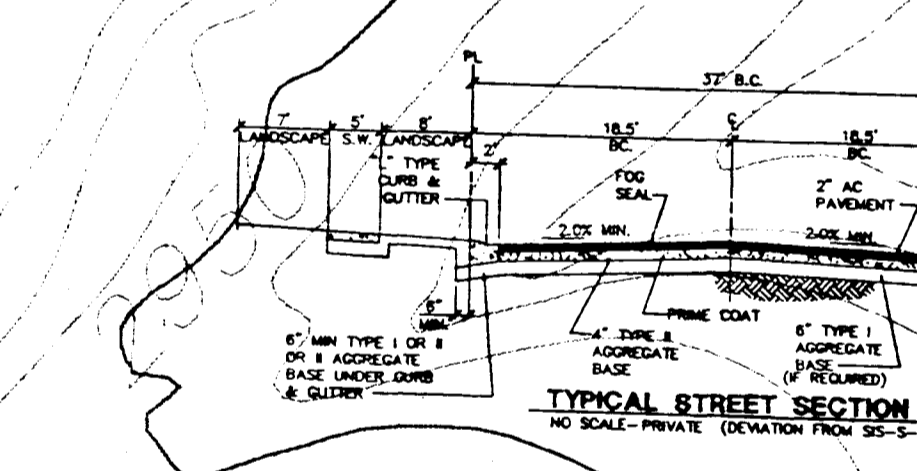 PL
37' B.C.
7' 5' 8' 18.5' ℄ 18.5'
LANDSCAPE S.W. LANDSCAPE 2' BC. BC.
"L" TYPE
CURB &
GUTTER
FOG
SEAL
2" AC
PAVEMENT
2.0% MIN. 2.0% MIN.
6"
MIN.
PRIME COAT
6" MIN TYPE I OR II
OR II AGGREGATE
BASE UNDER CURB
& GUTTER
4" TYPE II
AGGREGATE
BASE
6" TYPE I
AGGREGATE
BASE
(IF REQUIRED)
TYPICAL STREET SECTION
NO SCALE-PRIVATE (DEVIATION FROM SIS-S-